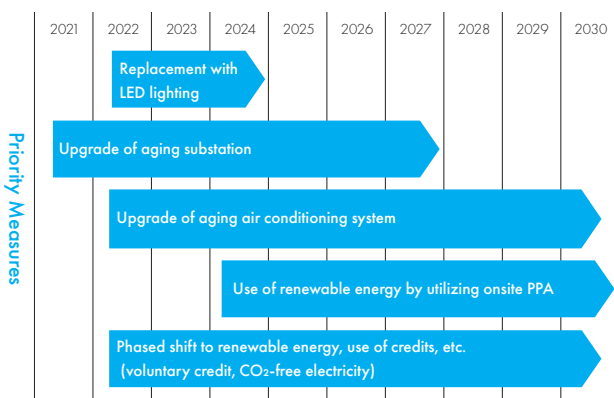 2021 2022 2023 2024 2025 2026 2027 2028 2029 2030
Priority Measures
Replacement with
LED lighting
Upgrade of aging substation
Upgrade of aging air conditioning system
Use of renewable energy by utilizing onsite PPA
Phased shift to renewable energy, use of credits, etc.
(voluntary credit, CO₂-free electricity)